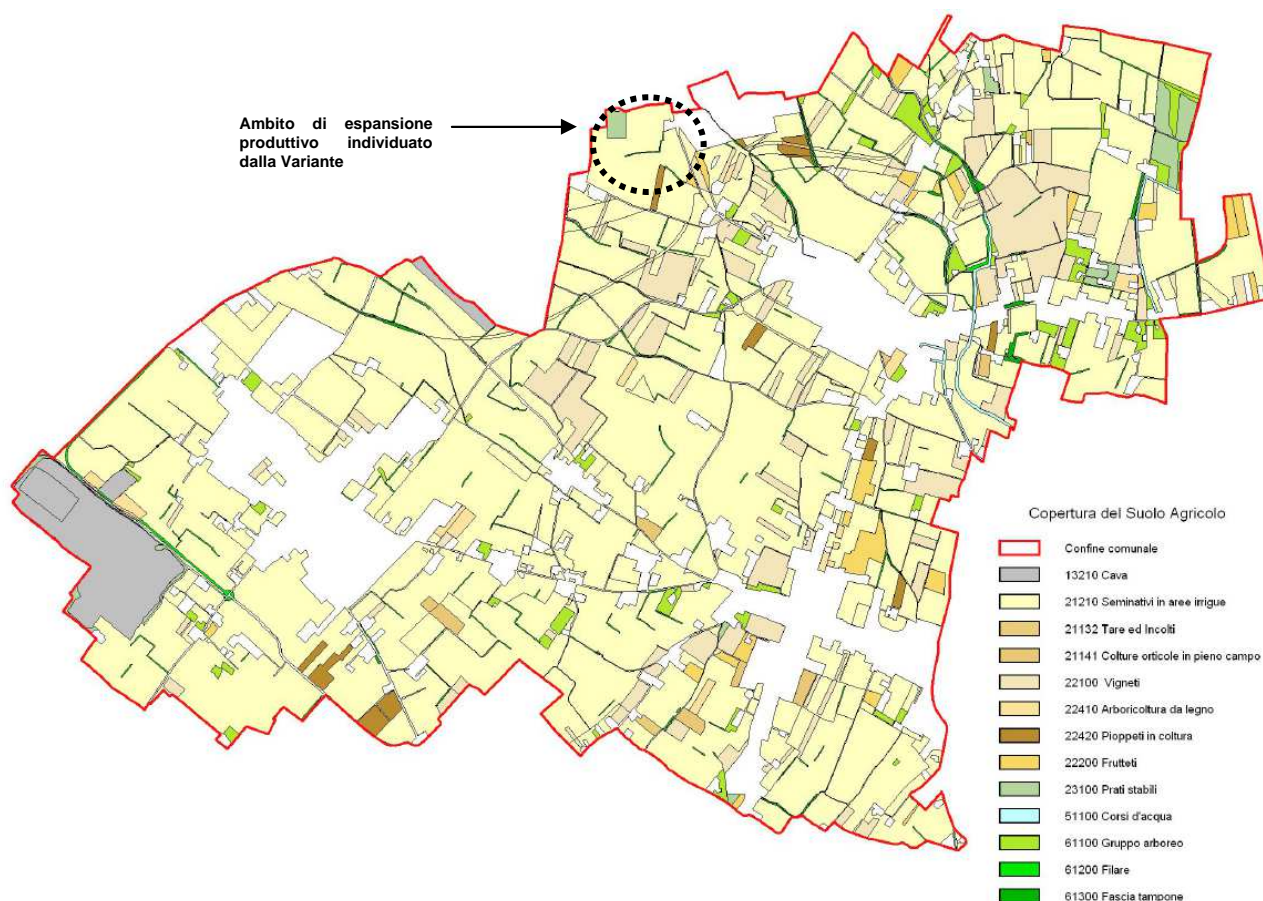 Ambito di espansione
produttivo individuato
dalla Variante
Copertura del Suolo Agricolo
Confine comunale
13210 Cava
21210 Seminativi in aree irrigue
21132 Tare ed Incolti
21141 Colture orticole in pieno campo
22100 Vigneti
22410 Arboricoltura da legno
22420 Pioppeti in coltura
22200 Frutteti
23100 Prati stabili
51100 Corsi d'acqua
61100 Gruppo arboreo
61200 Filare
61300 Fascia tampone